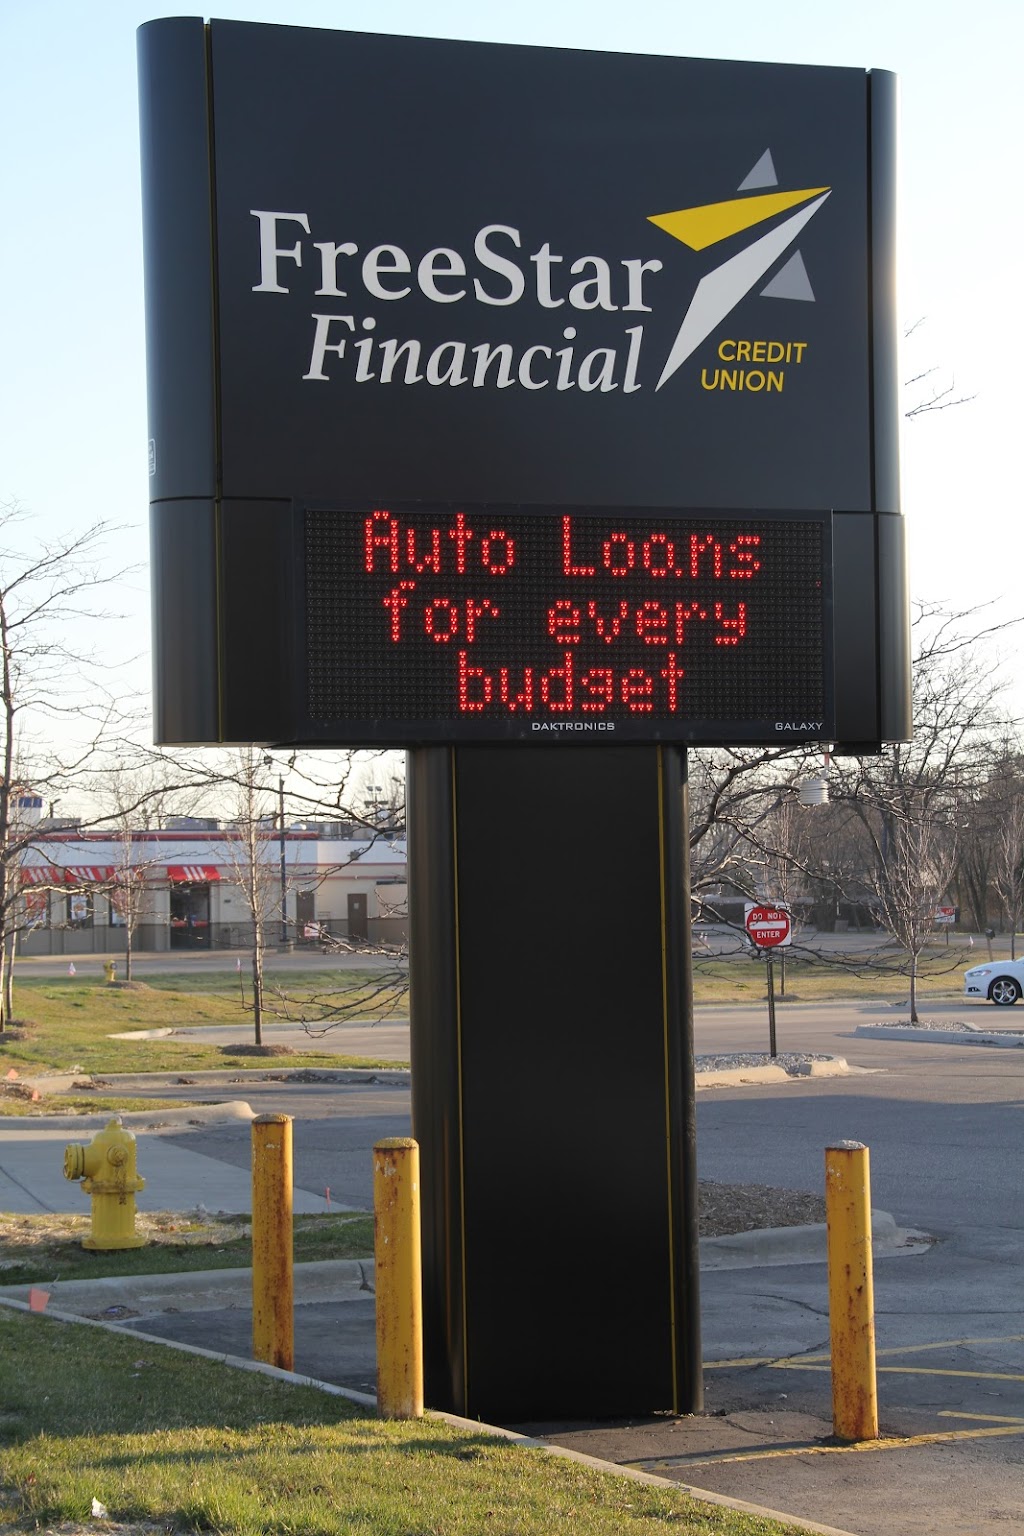 FreeStar
Financial
CREDIT
UNION
Auto Loans
for every
budget
DAKTRONICS GALAXY
DO NOT
ENTER